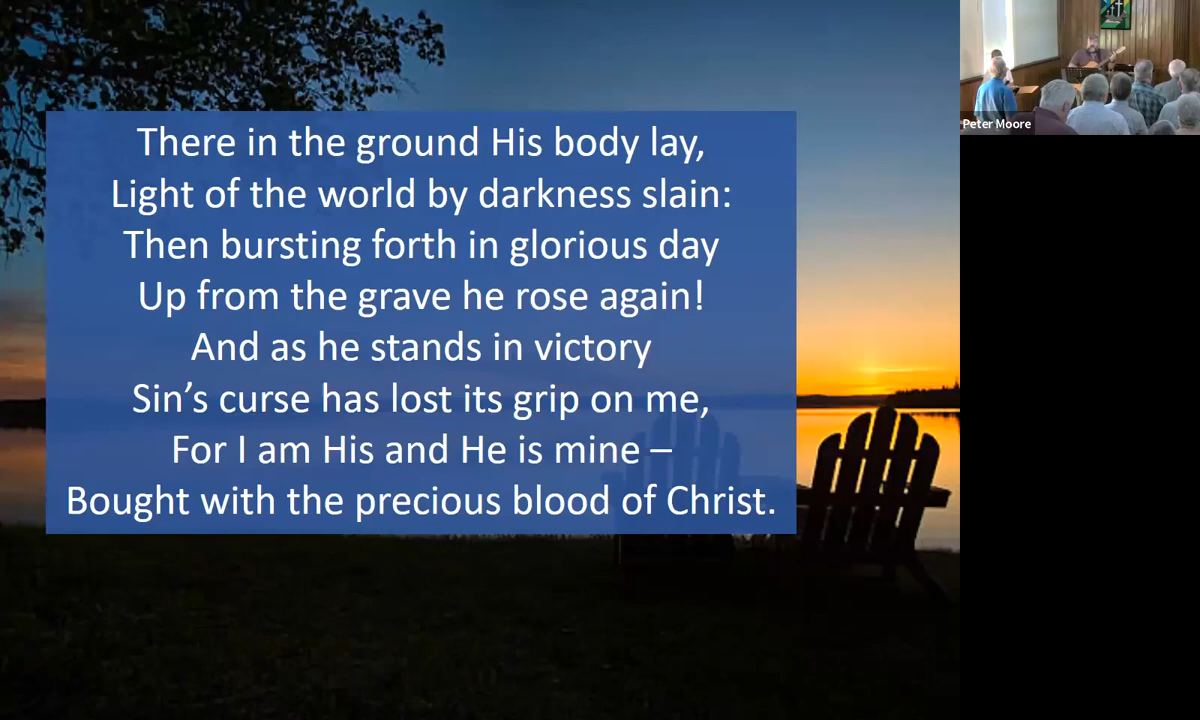 There in the ground His body lay,
Light of the world by darkness slain:
Then bursting forth in glorious day
Up from the grave he rose again!
And as he stands in victory
Sin’s curse has lost its grip on me,
For I am His and He is mine –
Bought with the precious blood of Christ.
Peter Moore